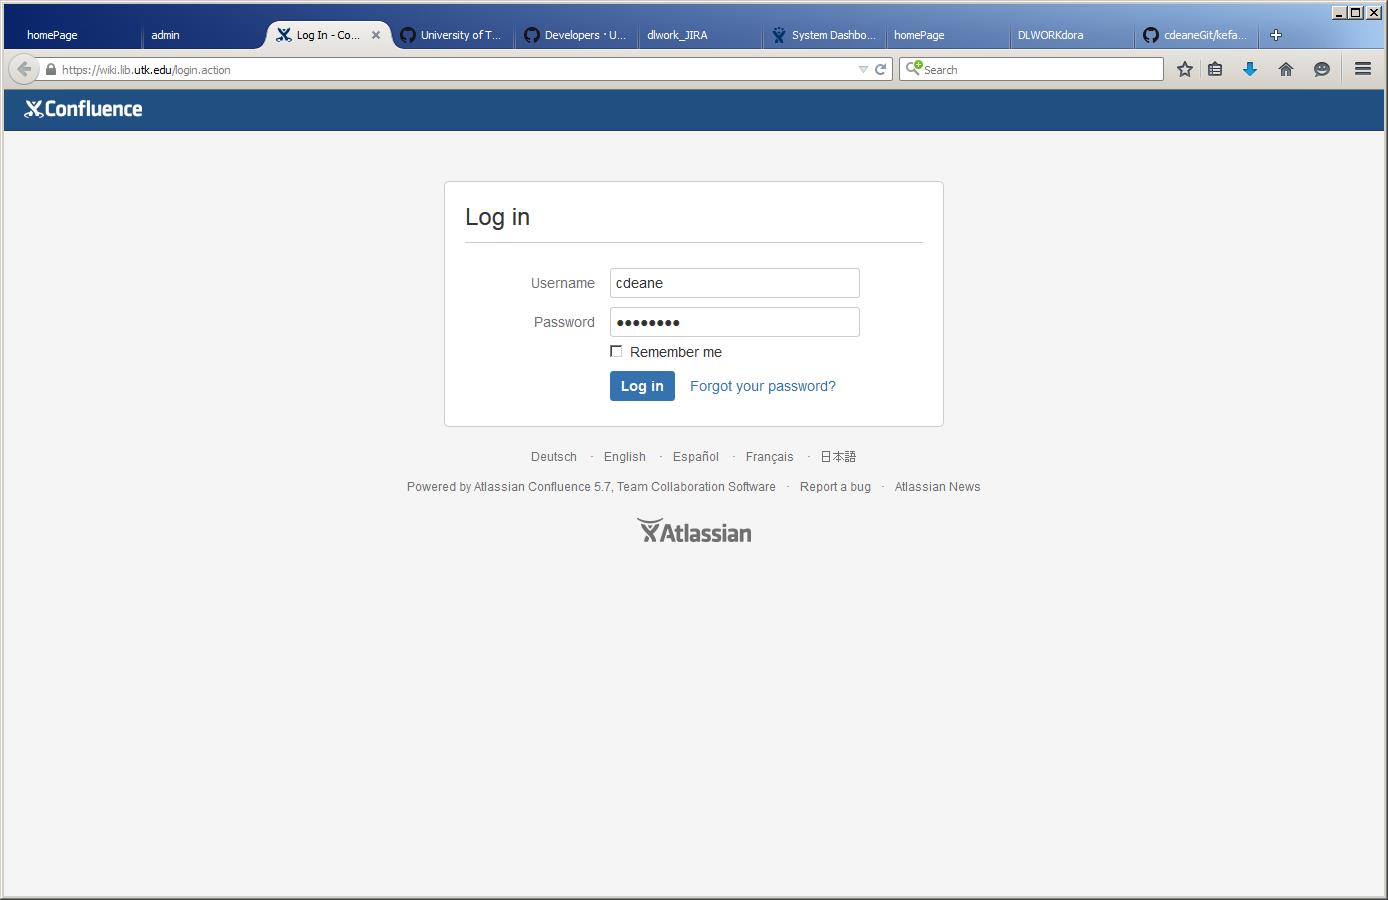 homePage
admin
Log In - Co...
University of T...
Developers · U...
dlwork_JIRA
System Dashbo...
homePage
DLWORKdora
cdeaneGit/kefa...
https://wiki.lib.utk.edu/login.action
Search
Confluence
Log in
Username cdeane
Password ●●●●●●●●
Remember me
Log in Forgot your password?
Deutsch · English · Español · Français · 日本語
Powered by Atlassian Confluence 5.7, Team Collaboration Software · Report a bug · Atlassian News
Atlassian